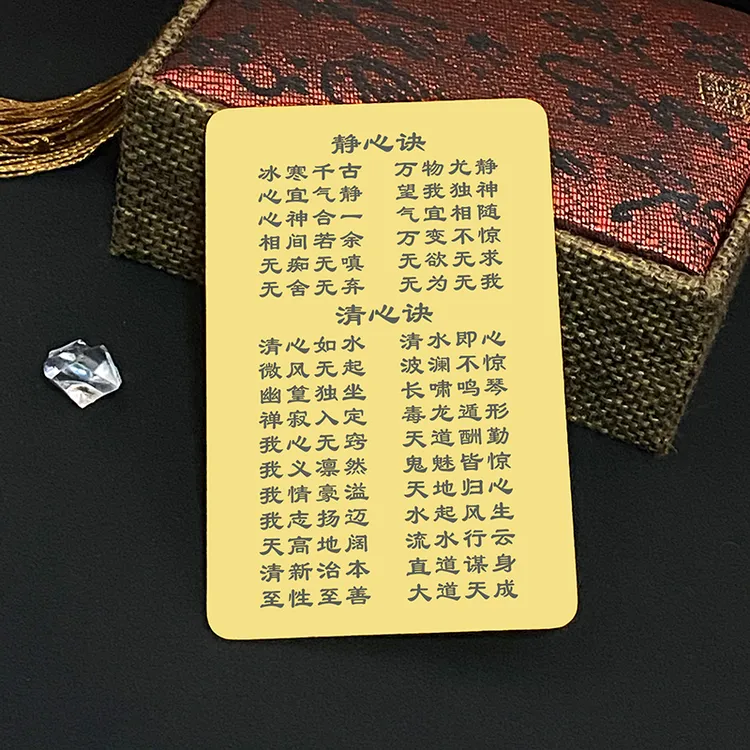 静心诀
冰寒千古 万物尤静
心宜气静 望我独神
心神合一 气宜相随
相间若余 万变不惊
无痴无嗔 无欲无求
无舍无弃 无为无我
清心诀
清心如水 清水即心
微风无起 波澜不惊
幽篁独坐 长啸鸣琴
禅寂入定 毒龙遁形
我心无窍 天道酬勤
我义凛然 鬼魅皆惊
我情豪溢 天地归心
我志扬迈 水起风生
天高地阔 流水行云
清新治本 直道谋身
至性至善 大道天成